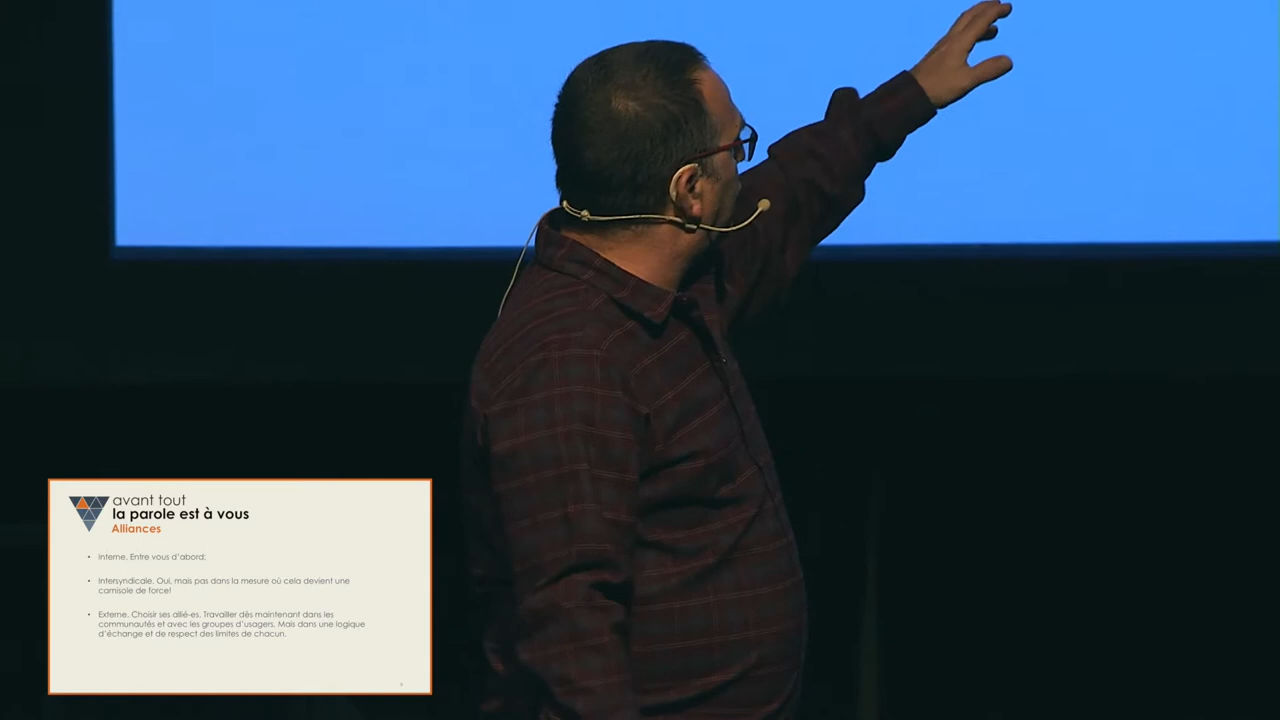 avant tout
la parole est à vous
Alliances
• Interne. Entre vous d'abord;
• Intersyndicale. Oui, mais pas dans la mesure où cela devient une
camisole de force!
• Externe. Choisir ses allié-es. Travailler dès maintenant dans les
communautés et avec les groupes d'usagers. Mais dans une logique
d'échange et de respect des limites de chacun.